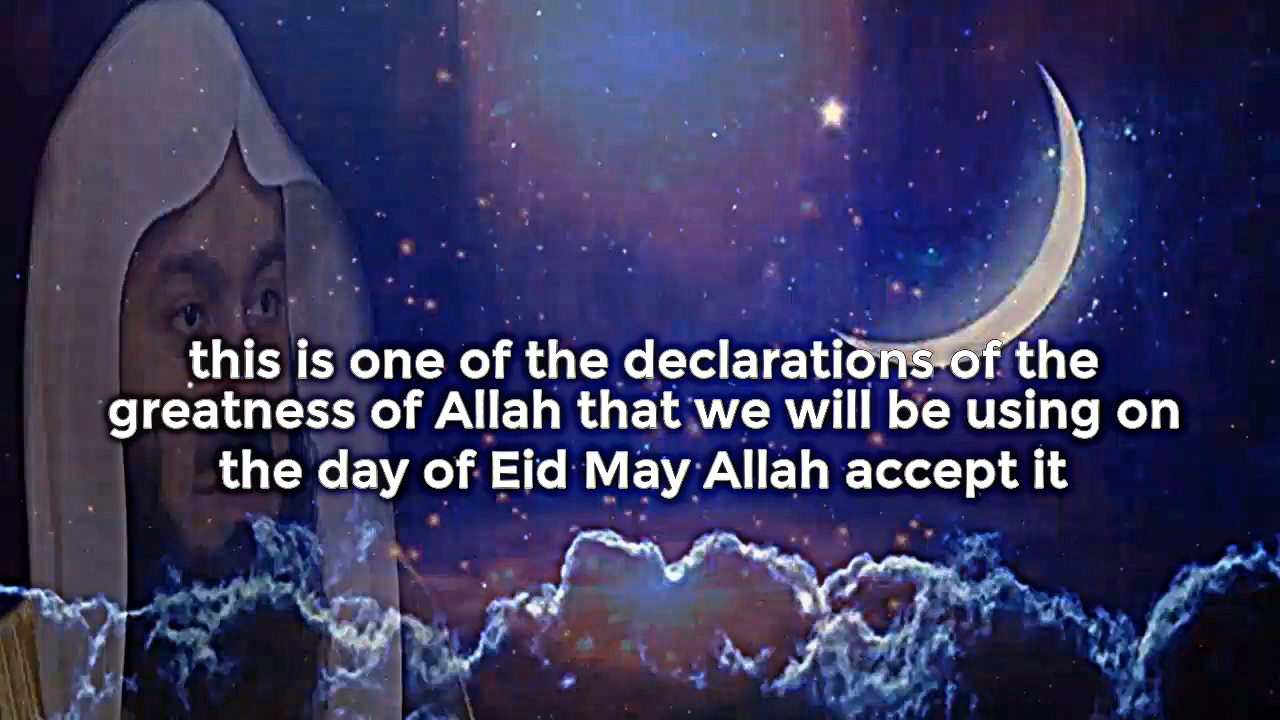 this is one of the declarations of the
greatness of Allah that we will be using on
the day of Eid May Allah accept it